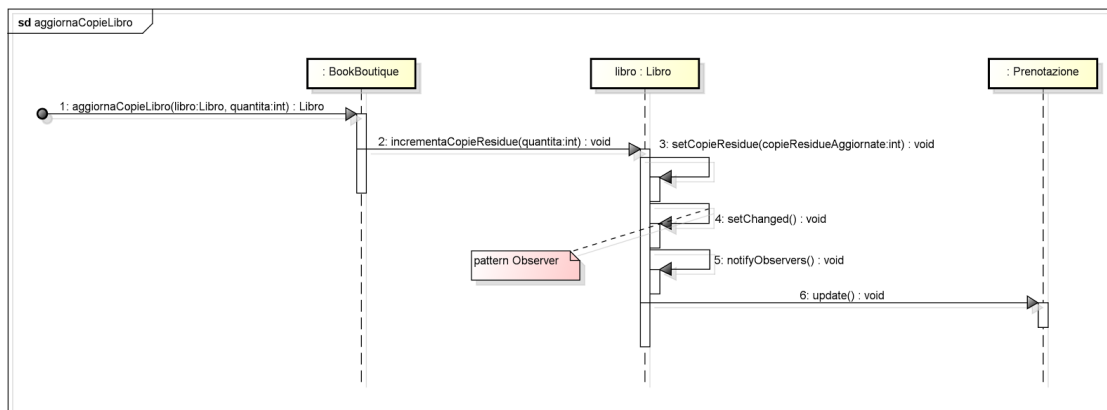 sd aggiornaCopieLibro
: BookBoutique
libro : Libro
: Prenotazione
1: aggiornaCopieLibro(libro:Libro, quantita:int) : Libro
2: incrementaCopieResidue(quantita:int) : void
3: setCopieResidue(copieResidueAggiornate:int) : void
4: setChanged() : void
pattern Observer
5: notifyObservers() : void
6: update() : void